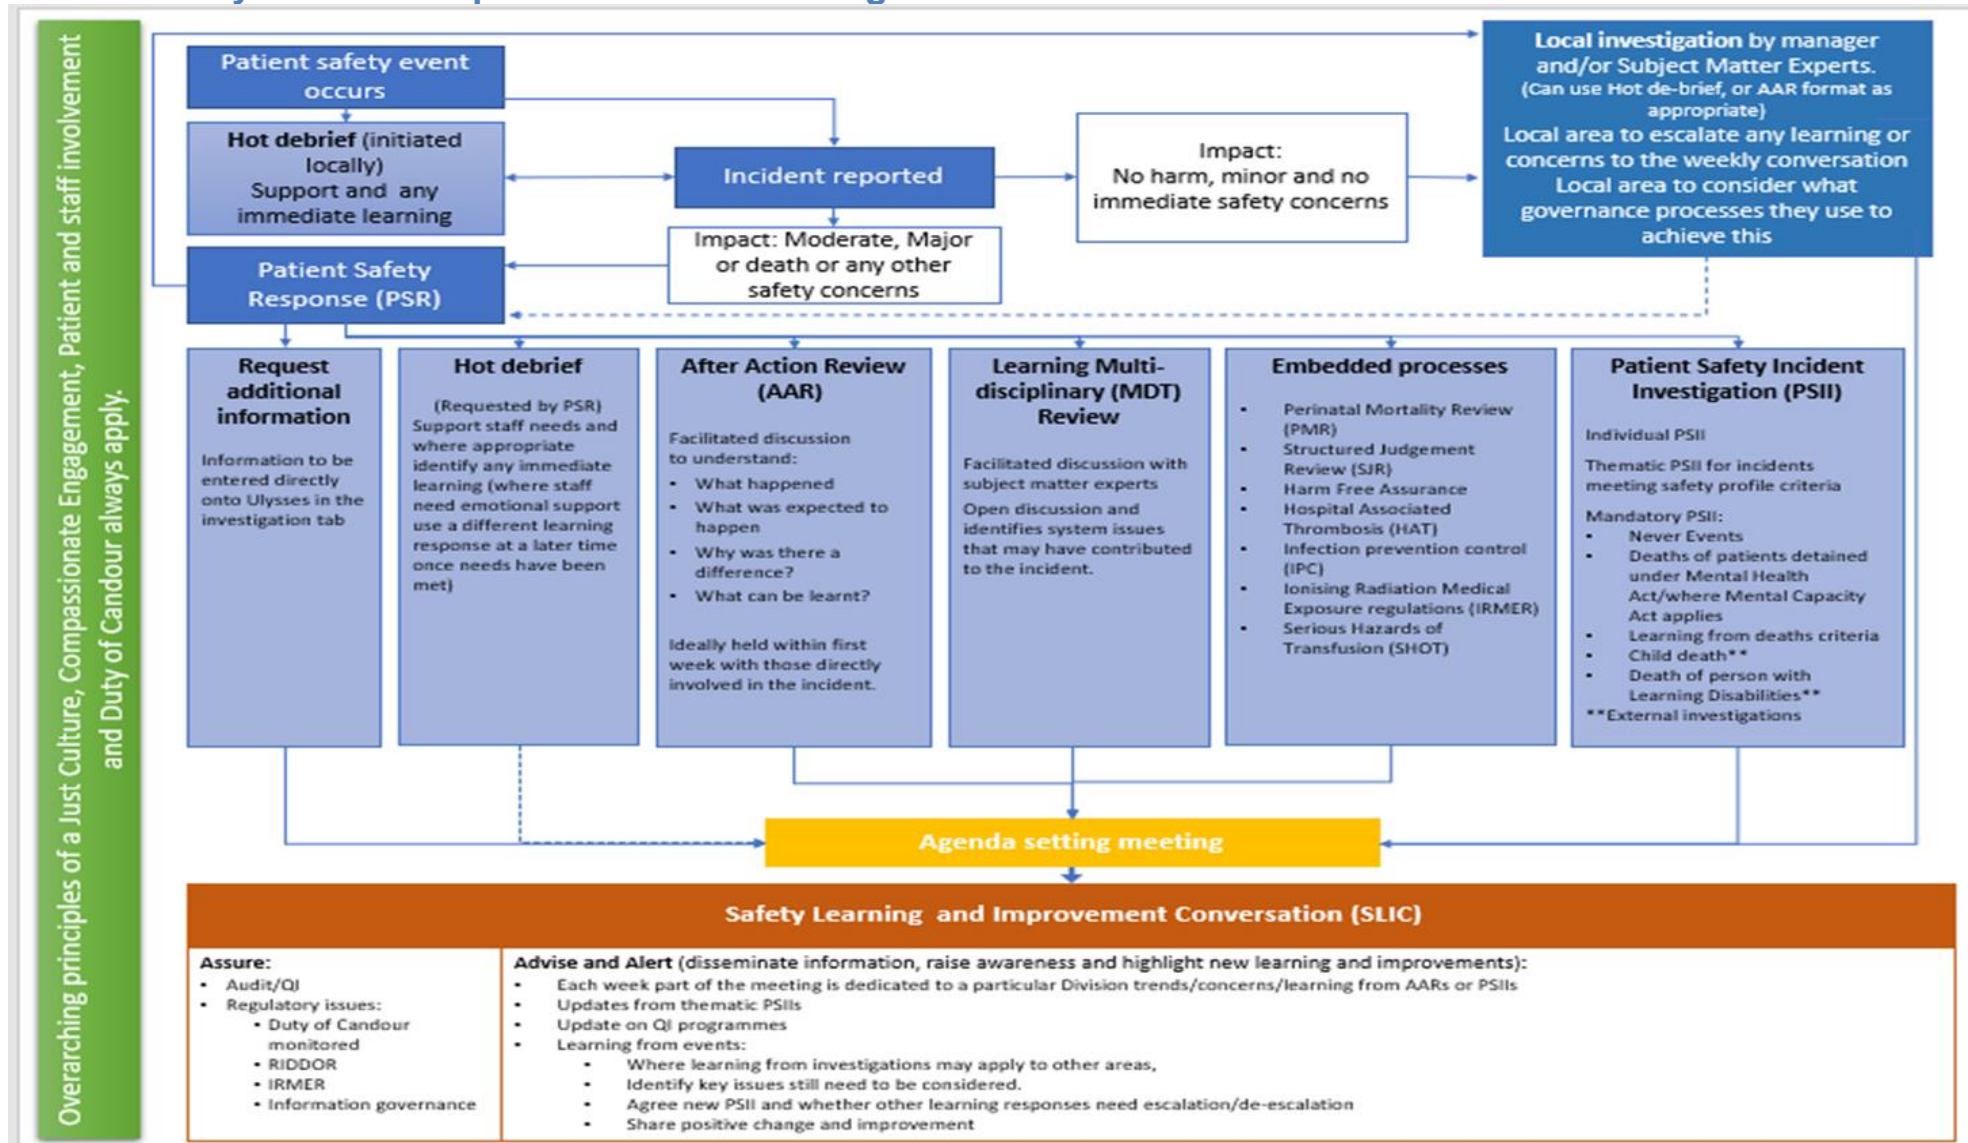 Overarching principles of a Just Culture, Compassionate Engagement, Patient and staff involvement
and Duty of Candour always apply.
Patient safety event
occurs
Hot debrief (initiated
locally)
Support and any
immediate learning
Incident reported
Impact:
No harm, minor and no
immediate safety concerns
Local investigation by manager
and/or Subject Matter Experts.
(Can use Hot de-brief, or AAR format as
appropriate)
Local area to escalate any learning or
concerns to the weekly conversation
Local area to consider what
governance processes they use to
achieve this
Impact: Moderate, Major
or death or any other
safety concerns
Patient Safety
Response (PSR)
Request
additional
information
Information to be
entered directly
onto Ulysses in the
investigation tab
Hot debrief
(Requested by PSR)
Support staff needs and
where appropriate
identify any immediate
learning (where staff
need emotional support
use a different learning
response at a later time
once needs have been
met)
After Action Review
(AAR)
Facilitated discussion
to understand:
• What happened
• What was expected to
happen
• Why was there a
difference?
• What can be learnt?
Ideally held within first
week with those directly
involved in the incident.
Learning Multi-
disciplinary (MDT)
Review
Facilitated discussion with
subject matter experts
Open discussion and
identifies system issues
that may have contributed
to the incident.
Embedded processes
• Perinatal Mortality Review
(PMR)
• Structured Judgement
Review (SJR)
• Harm Free Assurance
• Hospital Associated
Thrombosis (HAT)
• Infection prevention control
(IPC)
• Ionising Radiation Medical
Exposure regulations (IRMER)
• Serious Hazards of
Transfusion (SHOT)
Patient Safety Incident
Investigation (PSII)
Individual PSII
Thematic PSII for incidents
meeting safety profile criteria
Mandatory PSII:
• Never Events
• Deaths of patients detained
under Mental Health
Act/where Mental Capacity
Act applies
• Learning from deaths criteria
• Child death**
• Death of person with
Learning Disabilities**
**External investigations
Agenda setting meeting
Safety Learning and Improvement Conversation (SLIC)
Assure:
• Audit/QI
• Regulatory issues:
• Duty of Candour
monitored
• RIDDOR
• IRMER
• Information governance
Advise and Alert (disseminate information, raise awareness and highlight new learning and improvements):
• Each week part of the meeting is dedicated to a particular Division trends/concerns/learning from AARs or PSIIs
• Updates from thematic PSIIs
• Update on QI programmes
• Learning from events:
• Where learning from investigations may apply to other areas,
• Identify key issues still need to be considered.
• Agree new PSII and whether other learning responses need escalation/de-escalation
• Share positive change and improvement